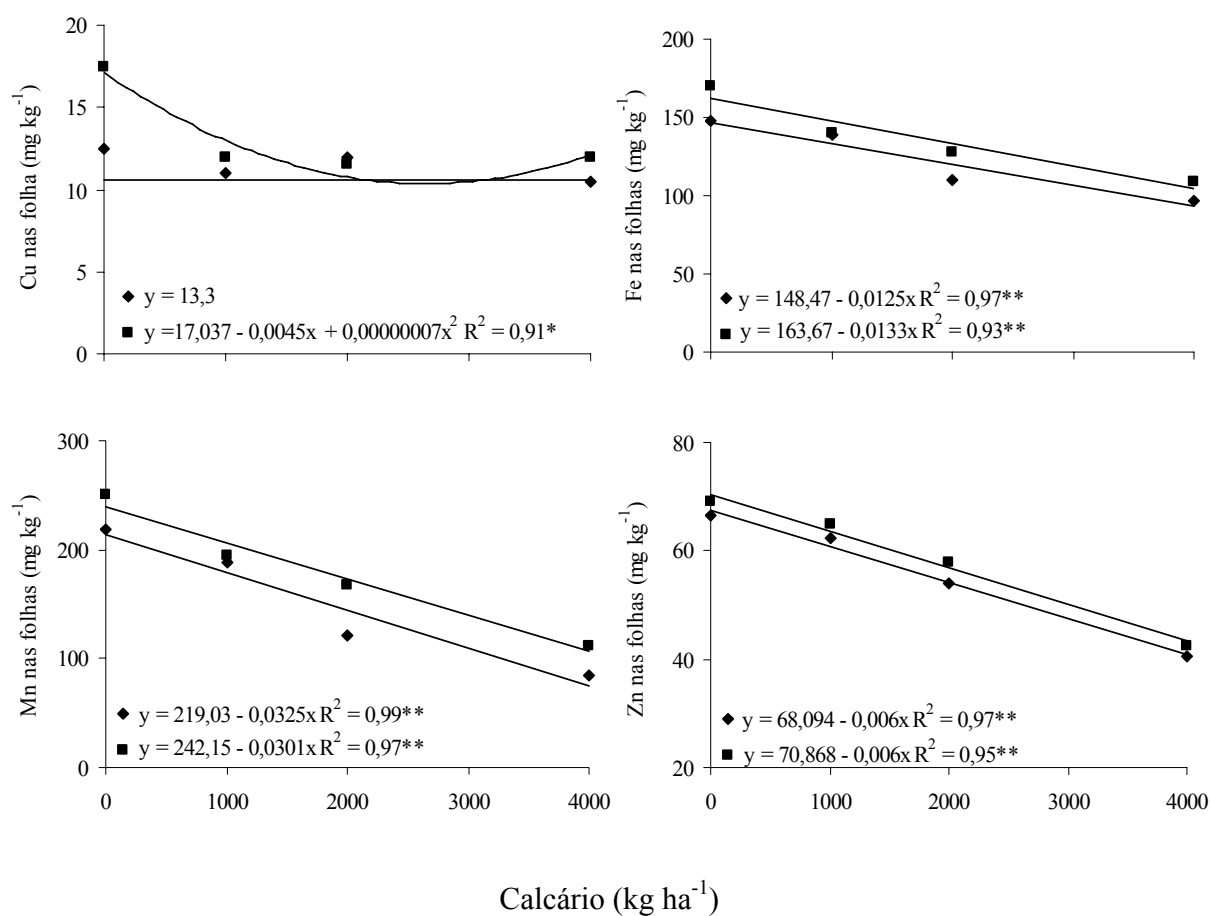 Cu nas folha (mg kg⁻¹)
20
15
10
5
0
◆ y = 13,3
■ y =17,037 - 0,0045x + 0,00000007x² R² = 0,91*
Fe nas folhas (mg kg⁻¹)
200
150
100
50
0
◆ y = 148,47 - 0,0125x R² = 0,97**
■ y = 163,67 - 0,0133x R² = 0,93**
Mn nas folhas (mg kg⁻¹)
300
200
100
0
◆ y = 219,03 - 0,0325x R² = 0,99**
■ y = 242,15 - 0,0301x R² = 0,97**
0 1000 2000 3000 4000
Zn nas folhas (mg kg⁻¹)
80
60
40
20
◆ y = 68,094 - 0,006x R² = 0,97**
■ y = 70,868 - 0,006x R² = 0,95**
0 1000 2000 3000 4000
Calcário (kg ha⁻¹)